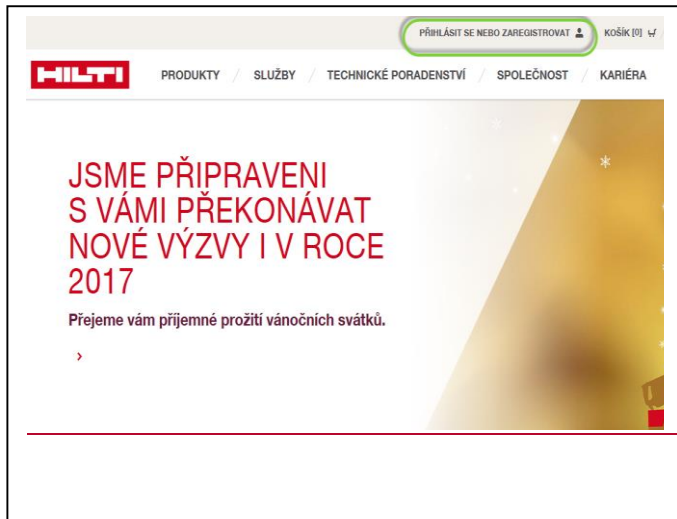 PŘIHLÁSIT SE NEBO ZAREGISTROVAT KOŠÍK [0]
HILTI PRODUKTY / SLUŽBY / TECHNICKÉ PORADENSTVÍ / SPOLEČNOST / KARIÉRA
JSME PŘIPRAVENI
S VÁMI PŘEKONÁVAT
NOVÉ VÝZVY I V ROCE
2017
Přejeme vám příjemné prožití vánočních svátků.